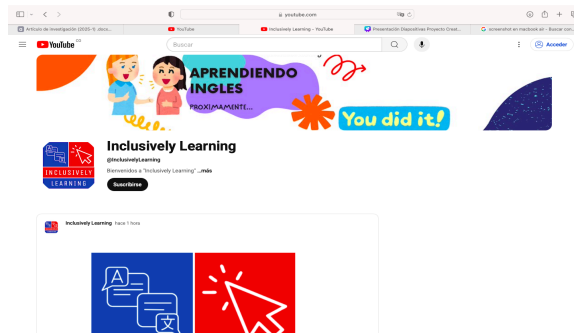 Artículo de investigación (2025-1) .docx...
YouTube
Inclusively Learning - YouTube
Presentación Diapositivas Proyecto Creat...
screenshot en macbook air - Buscar con...
youtube.com
YouTube CO
Buscar
Acceder
APRENDIENDO
INGLES
PROXIMAMENTE...
You did it!
Inclusively Learning
@InclusivelyLearning
Bienvenidos a "Inclusively Learning" ...más
Suscribirse
INCLUSIVELY
LEARNING
Inclusively Learning hace 1 hora
A
文